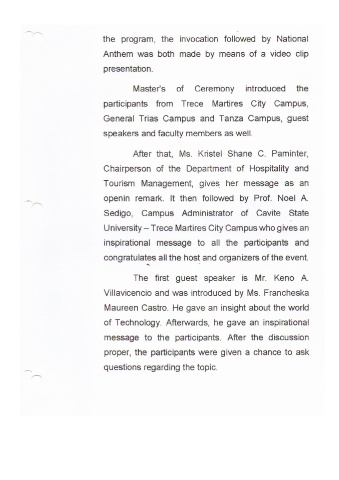 the program, the invocation followed by National
Anthem was both made by means of a video clip
presentation.
Master's of Ceremony introduced the
participants from Trece Martires City Campus,
General Trias Campus and Tanza Campus, guest
speakers and faculty members as well.
After that, Ms. Kristel Shane C. Paminter,
Chairperson of the Department of Hospitality and
Tourism Management, gives her message as an
openin remark. It then followed by Prof. Noel A.
Sedigo, Campus Administrator of Cavite State
University – Trece Martires City Campus who gives an
inspirational message to all the participants and
congratulates all the host and organizers of the event.
The first guest speaker is Mr. Keno A.
Villavicencio and was introduced by Ms. Francheska
Maureen Castro. He gave an insight about the world
of Technology. Afterwards, he gave an inspirational
message to the participants. After the discussion
proper, the participants were given a chance to ask
questions regarding the topic.